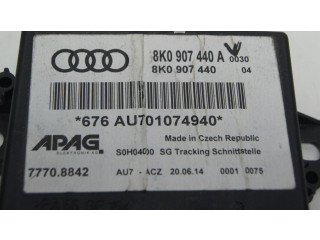 8K0 907 440 A 0030
8K0 907 440 04
*676 AU701074940*
APAG
ELEKTRONIK AG
Made in Czech Republic
S0H04000 SG Tracking Schnittstelle
7770.8842
AU7 - ACZ 20.06.14 0001 0075